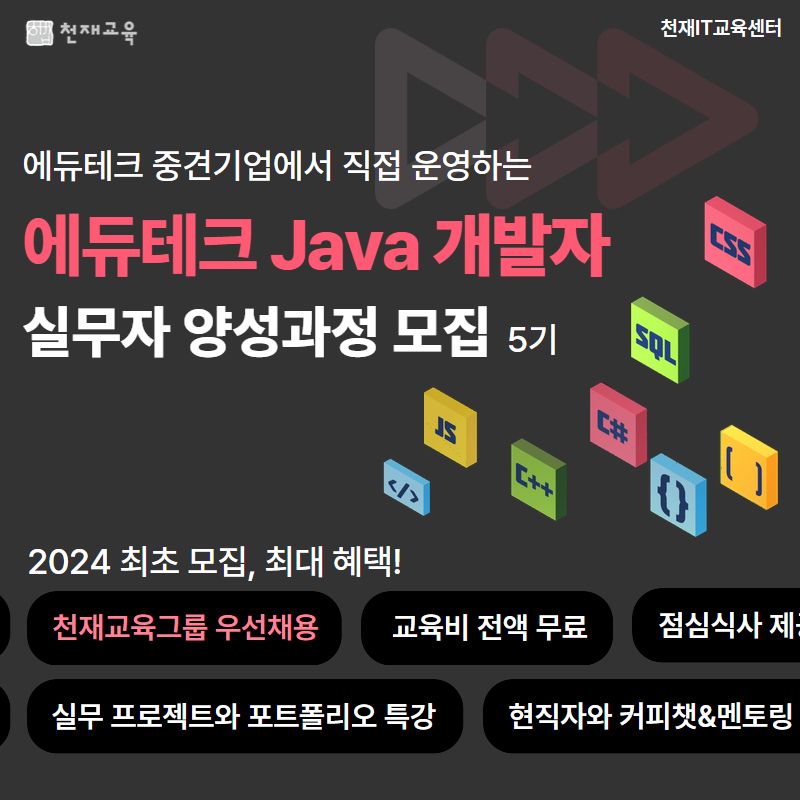 천재교육
천재IT교육센터
에듀테크 중견기업에서 직접 운영하는
에듀테크 Java 개발자
실무자 양성과정 모집 5기
CSS
SQL
JS
C#
C++
</>
{}
[ ]
2024 최초 모집, 최대 혜택!
천재교육그룹 우선채용
교육비 전액 무료
점심식사 제공
실무 프로젝트와 포트폴리오 특강
현직자와 커피챗&멘토링